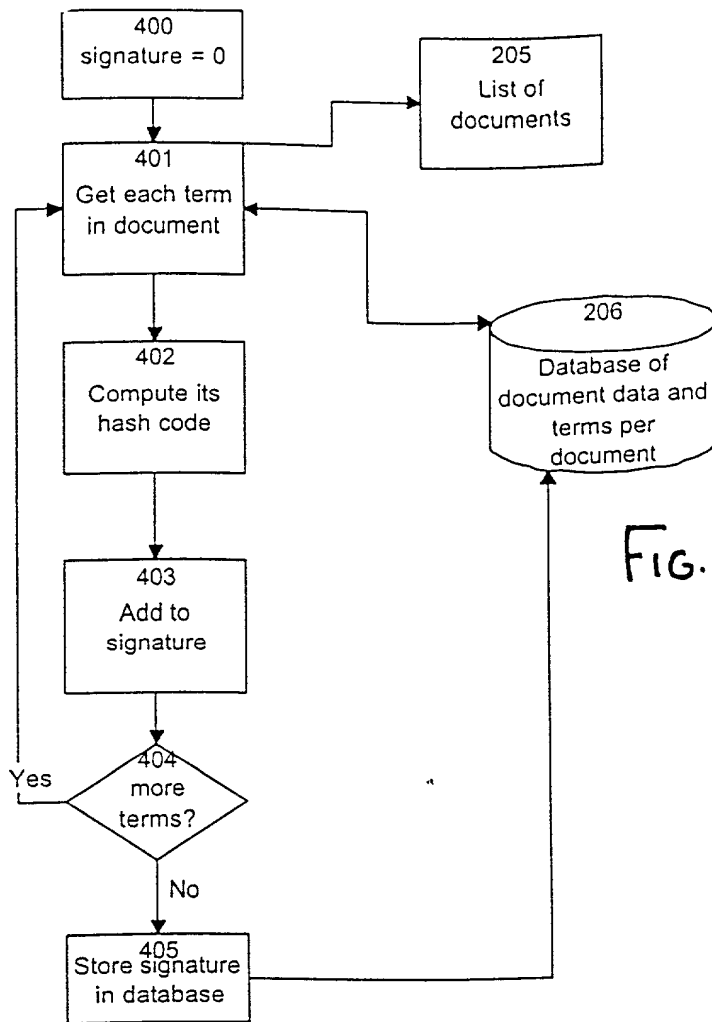 400
signature = 0
205
List of
documents
401
Get each term
in document
206
Database of
document data and
terms per
document
402
Compute its
hash code
FIG.
403
Add to
signature
404
more
terms?
Yes
No
405
Store signature
in database